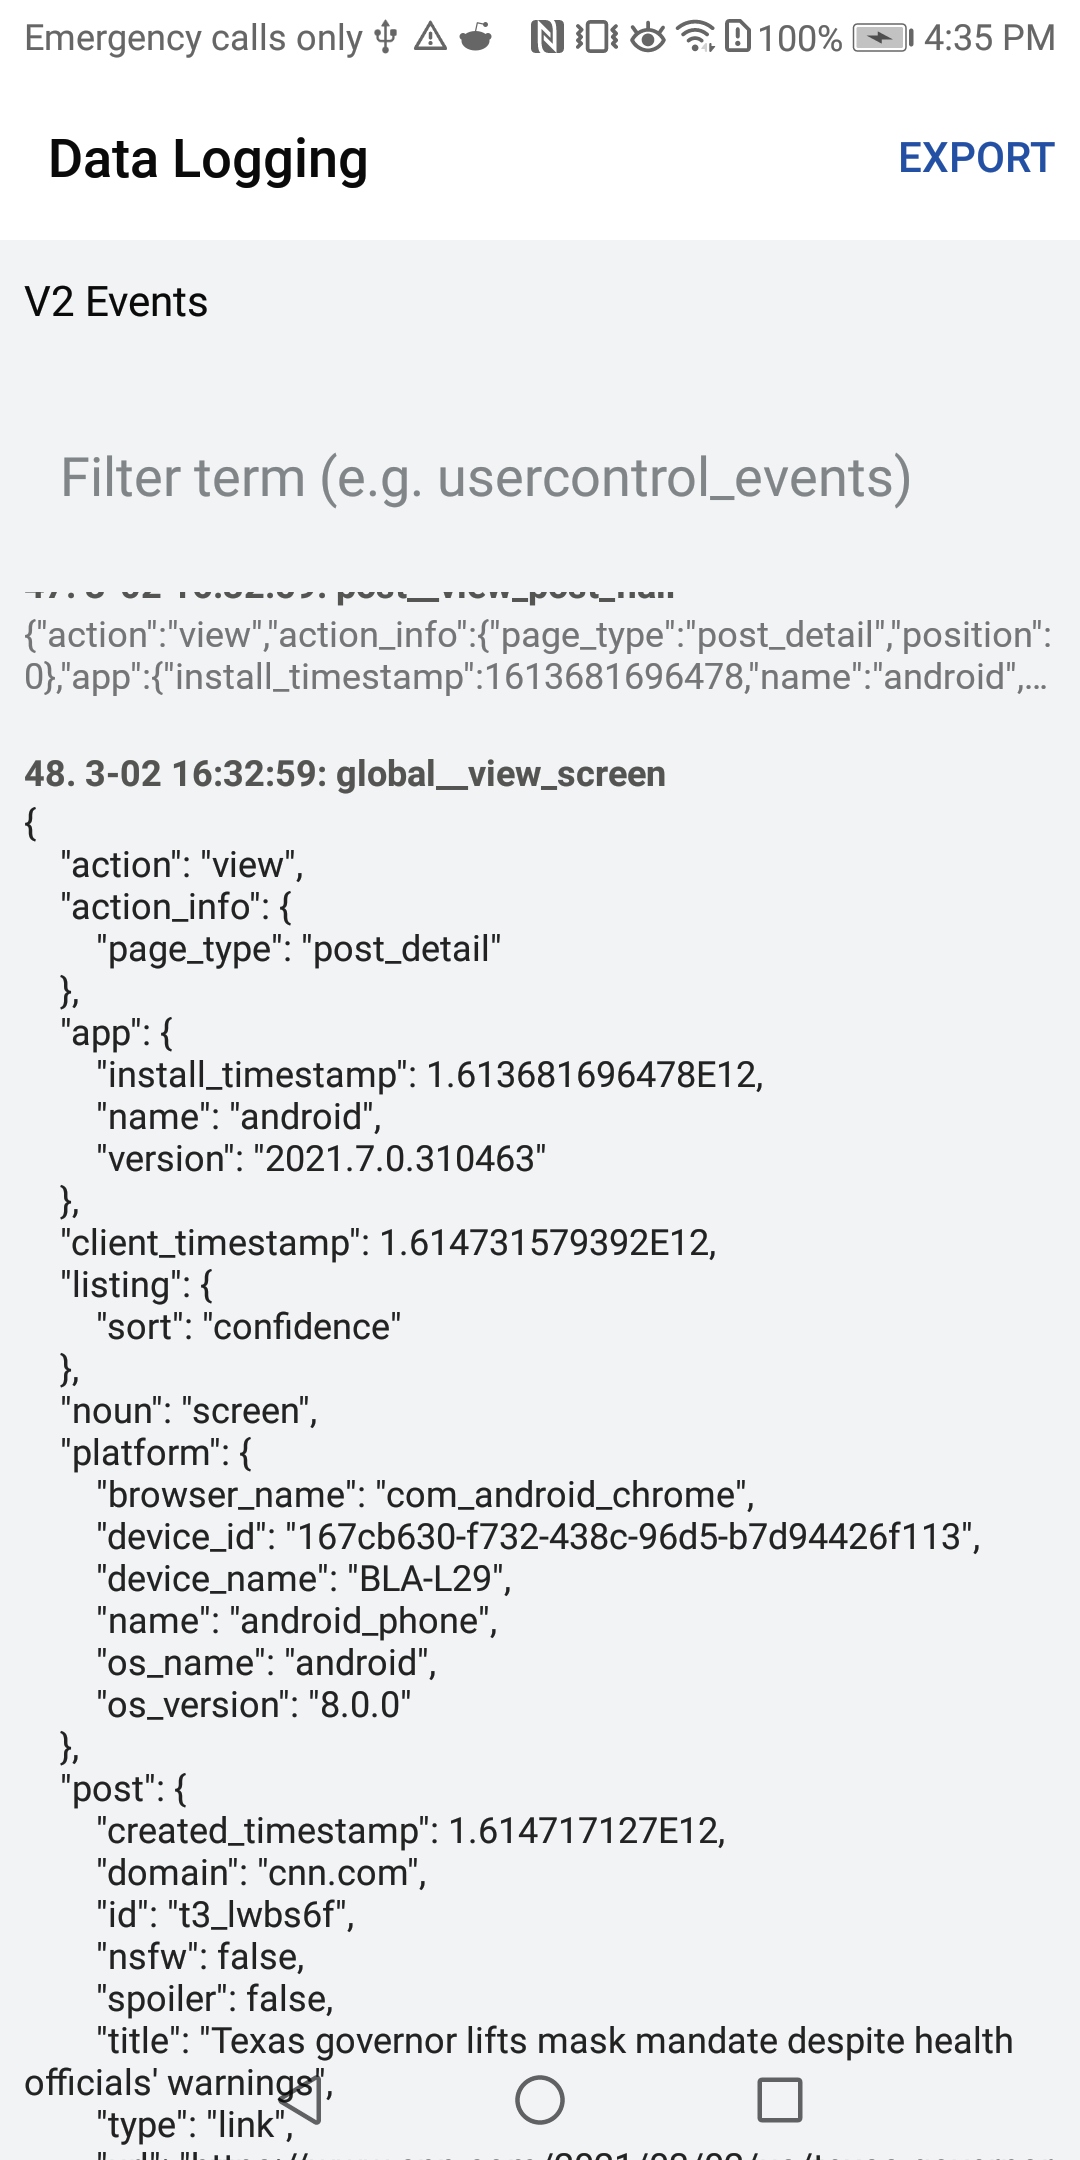 Emergency calls only 100% 4:35 PM
Data Logging
EXPORT
V2 Events
Filter term (e.g. usercontrol_events)
{"action":"view","action_info":{"page_type":"post_detail","position":
0},"app":{"install_timestamp":1613681696478,"name":"android",...
48. 3-02 16:32:59: global__view_screen
{
"action": "view",
"action_info": {
"page_type": "post_detail"
},
"app": {
"install_timestamp": 1.613681696478E12,
"name": "android",
"version": "2021.7.0.310463"
},
"client_timestamp": 1.614731579392E12,
"listing": {
"sort": "confidence"
},
"noun": "screen",
"platform": {
"browser_name": "com_android_chrome",
"device_id": "167cb630-f732-438c-96d5-b7d94426f113",
"device_name": "BLA-L29",
"name": "android_phone",
"os_name": "android",
"os_version": "8.0.0"
},
"post": {
"created_timestamp": 1.614717127E12,
"domain": "cnn.com",
"id": "t3_lwbs6f",
"nsfw": false,
"spoiler": false,
"title": "Texas governor lifts mask mandate despite health
officials' warnings",
"type": "link",